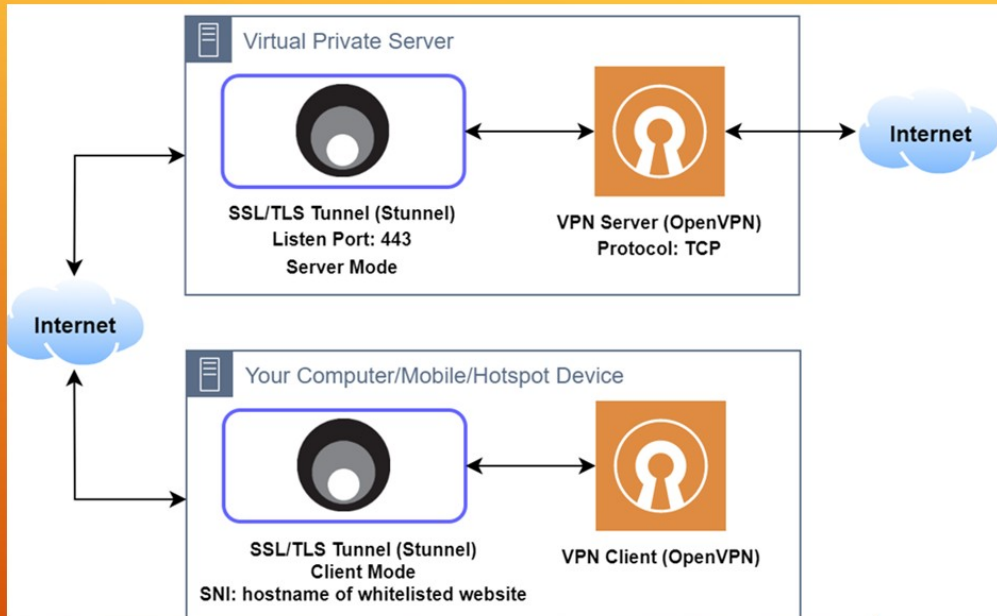 Virtual Private Server
SSL/TLS Tunnel (Stunnel)
Listen Port: 443
Server Mode
VPN Server (OpenVPN)
Protocol: TCP
Internet
Internet
Your Computer/Mobile/Hotspot Device
SSL/TLS Tunnel (Stunnel)
Client Mode
SNI: hostname of whitelisted website
VPN Client (OpenVPN)